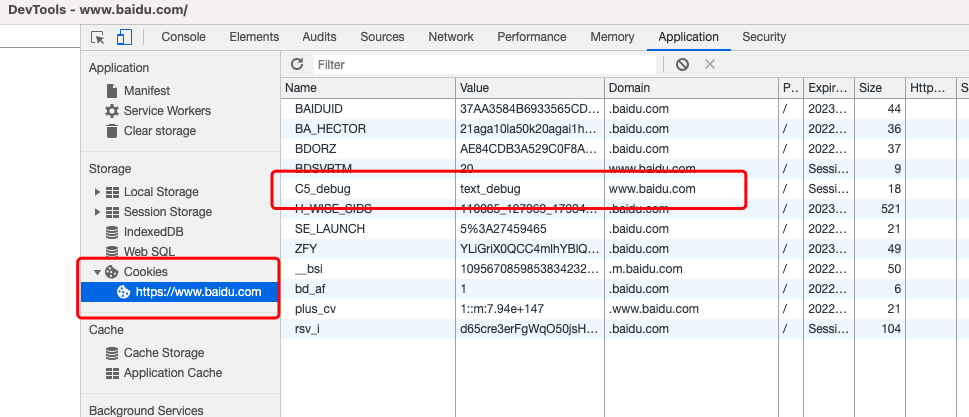 DevTools - www.baidu.com/
Console Elements Audits Sources Network Performance Memory Application Security
Application
Manifest
Service Workers
Clear storage
Storage
Local Storage
Session Storage
IndexedDB
Web SQL
Cookies
https://www.baidu.com
Cache
Cache Storage
Application Cache
Background Services
Filter
Name Value Domain P.. Expir... Size Http... S
BAIDUID 37AA3584B6933565CD... .baidu.com / 2023... 44
BA_HECTOR 21aga10la50k20agai1h... .baidu.com / 2022... 36
BDORZ AE84CDB3A529C0F8A... .baidu.com / 2022... 37
BDSVRTM 20 www.baidu.com / Sessi... 9
C5_debug text_debug www.baidu.com / Sessi... 18
H_WISE_SIDS .baidu.com / 2023... 521
SE_LAUNCH 5%3A27459465 .baidu.com / 2022... 21
ZFY YLiGriX0QCC4mlhYBlQ... .baidu.com / 2023... 49
__bsi 1095670859853834232... .m.baidu.com / 2022... 50
bd_af 1 .baidu.com / 2022... 6
plus_cv 1::m:7.94e+147 .www.baidu.com / 2022... 21
rsv_i d65cre3erFgWqO50jsH... .baidu.com / Sessi... 104